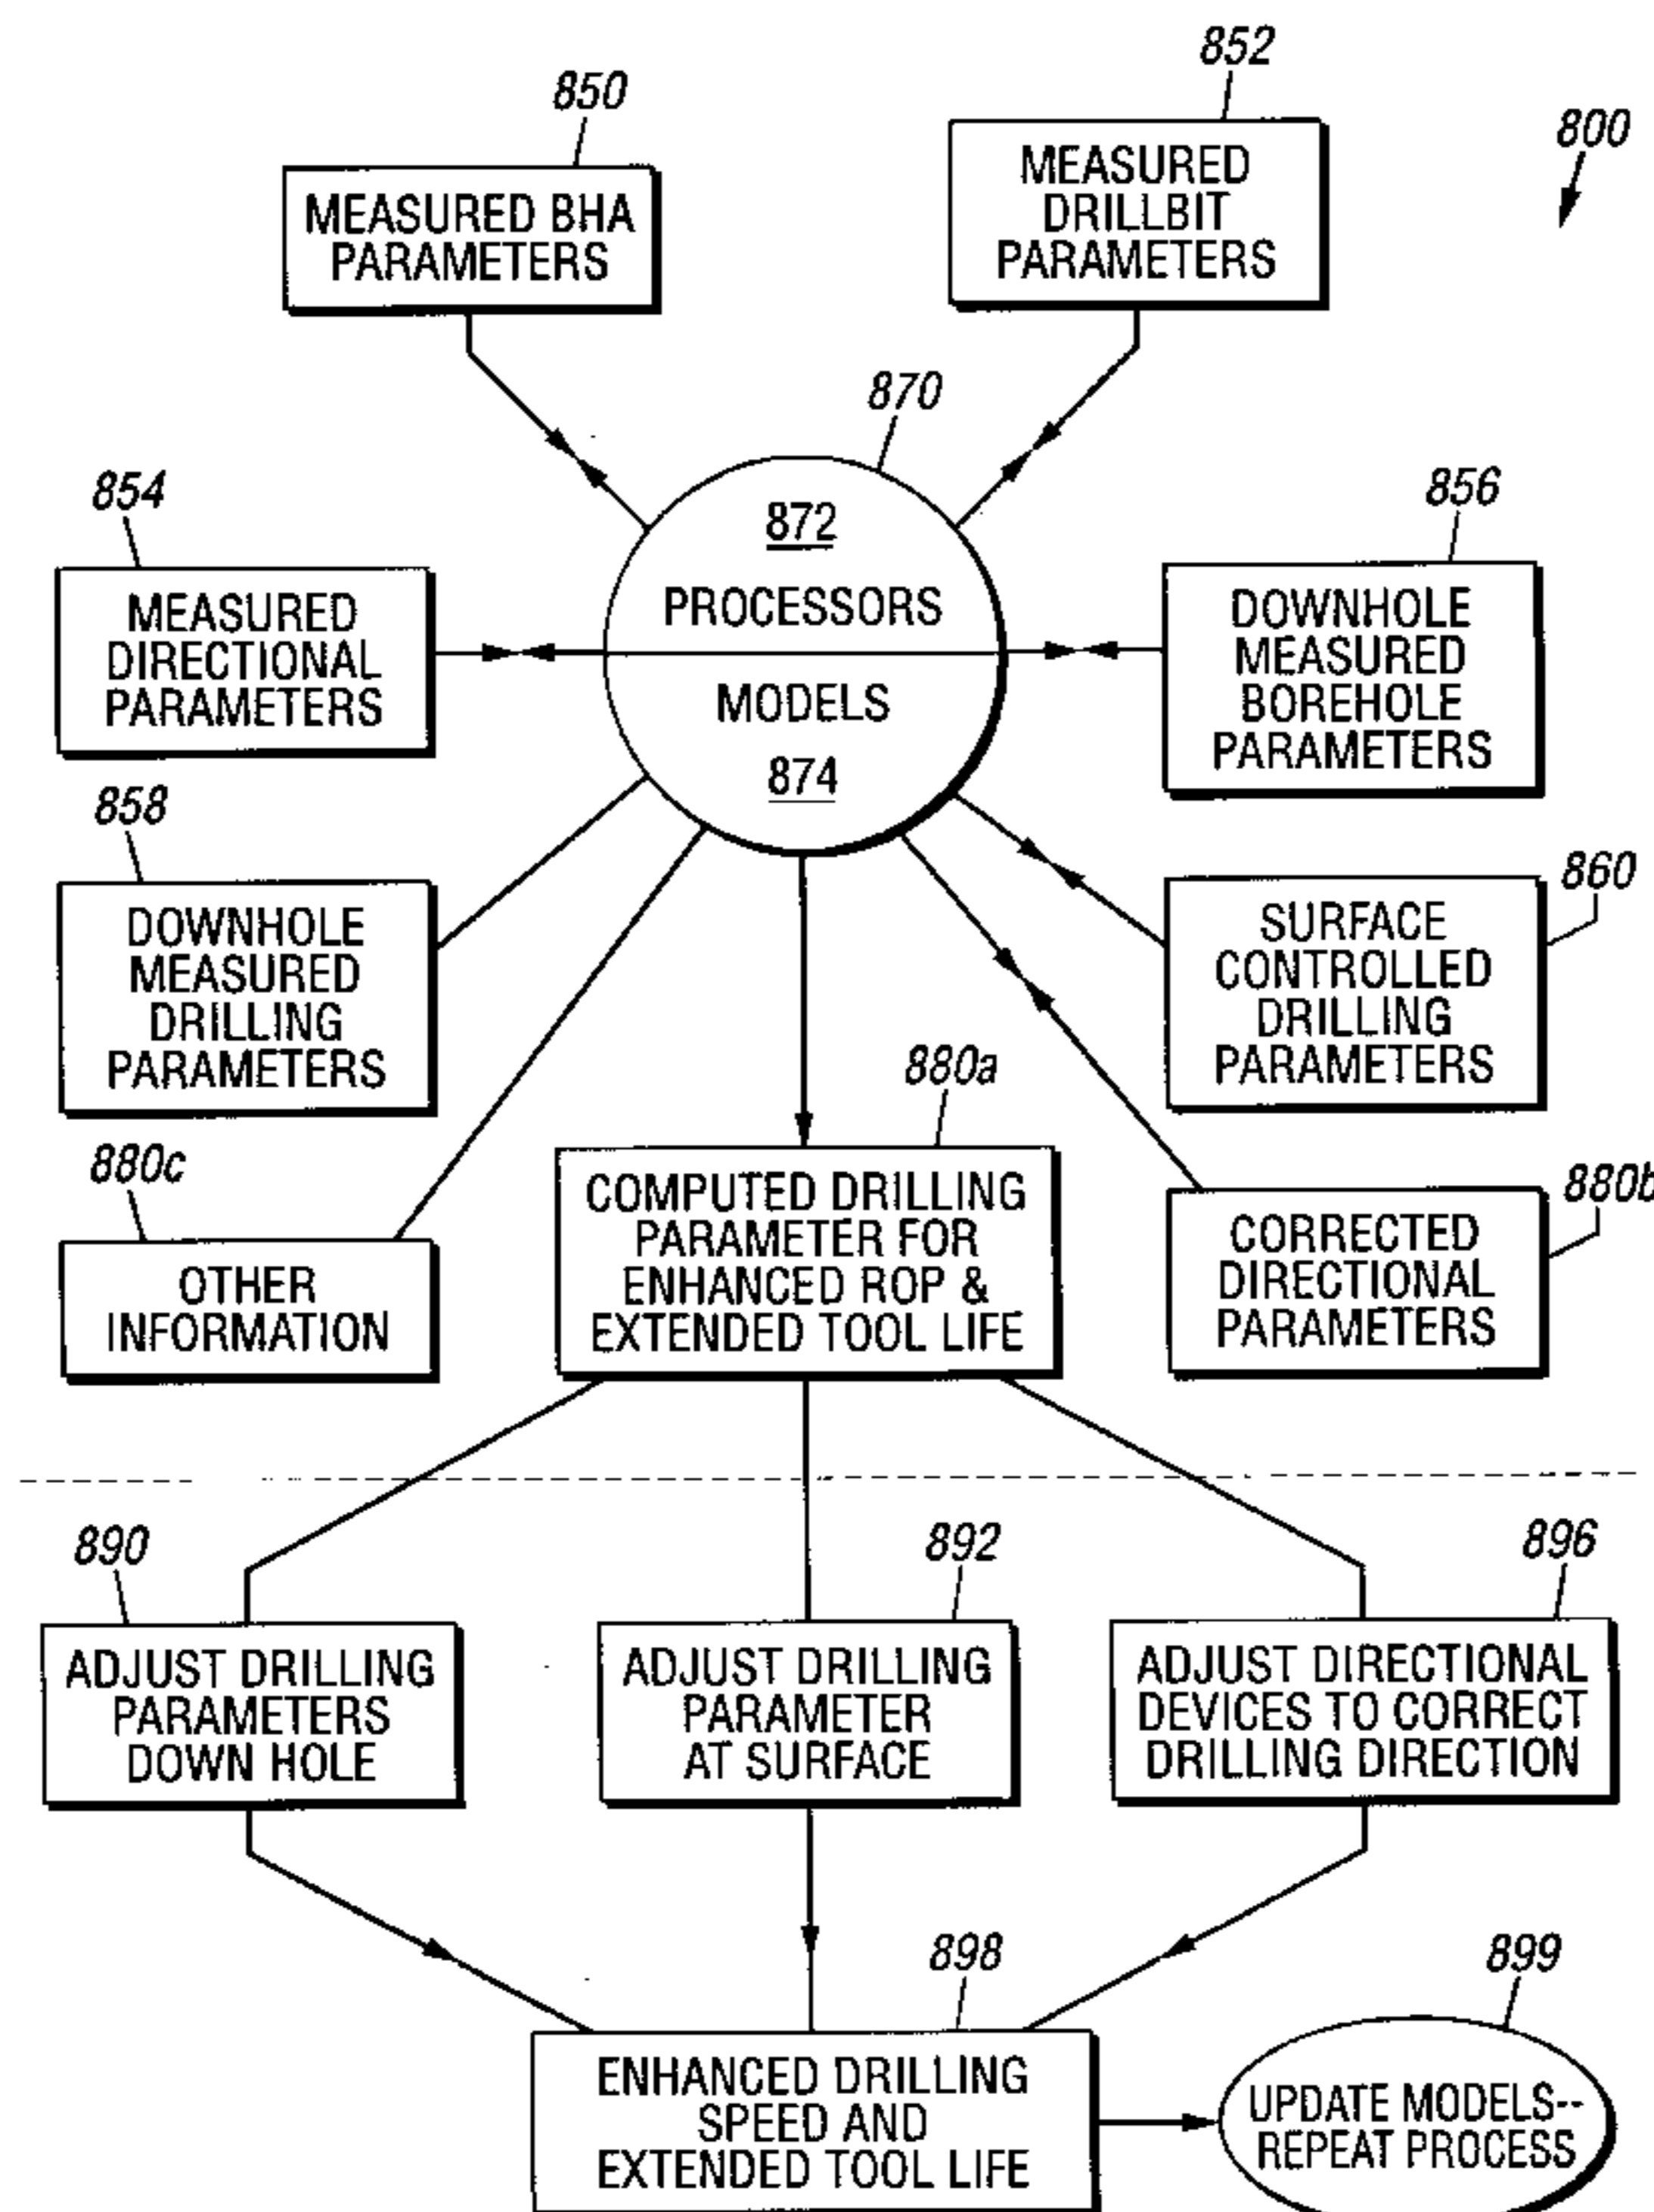 852
850
800
MEASURED BHA
PARAMETERS
MEASURED
DRILLBIT
PARAMETERS
870
854
856
872
PROCESSORS
MODELS
874
MEASURED
DIRECTIONAL
PARAMETERS
DOWNHOLE
MEASURED
BOREHOLE
PARAMETERS
858
860
DOWNHOLE
MEASURED
DRILLING
PARAMETERS
SURFACE
CONTROLLED
DRILLING
PARAMETERS
880a
880c
880b
OTHER
INFORMATION
COMPUTED DRILLING
PARAMETER FOR
ENHANCED ROP &
EXTENDED TOOL LIFE
CORRECTED
DIRECTIONAL
PARAMETERS
890
892
896
ADJUST DRILLING
PARAMETERS
DOWN HOLE
ADJUST DRILLING
PARAMETER
AT SURFACE
ADJUST DIRECTIONAL
DEVICES TO CORRECT
DRILLING DIRECTION
898
899
ENHANCED DRILLING
SPEED AND
EXTENDED TOOL LIFE
UPDATE MODELS--
REPEAT PROCESS